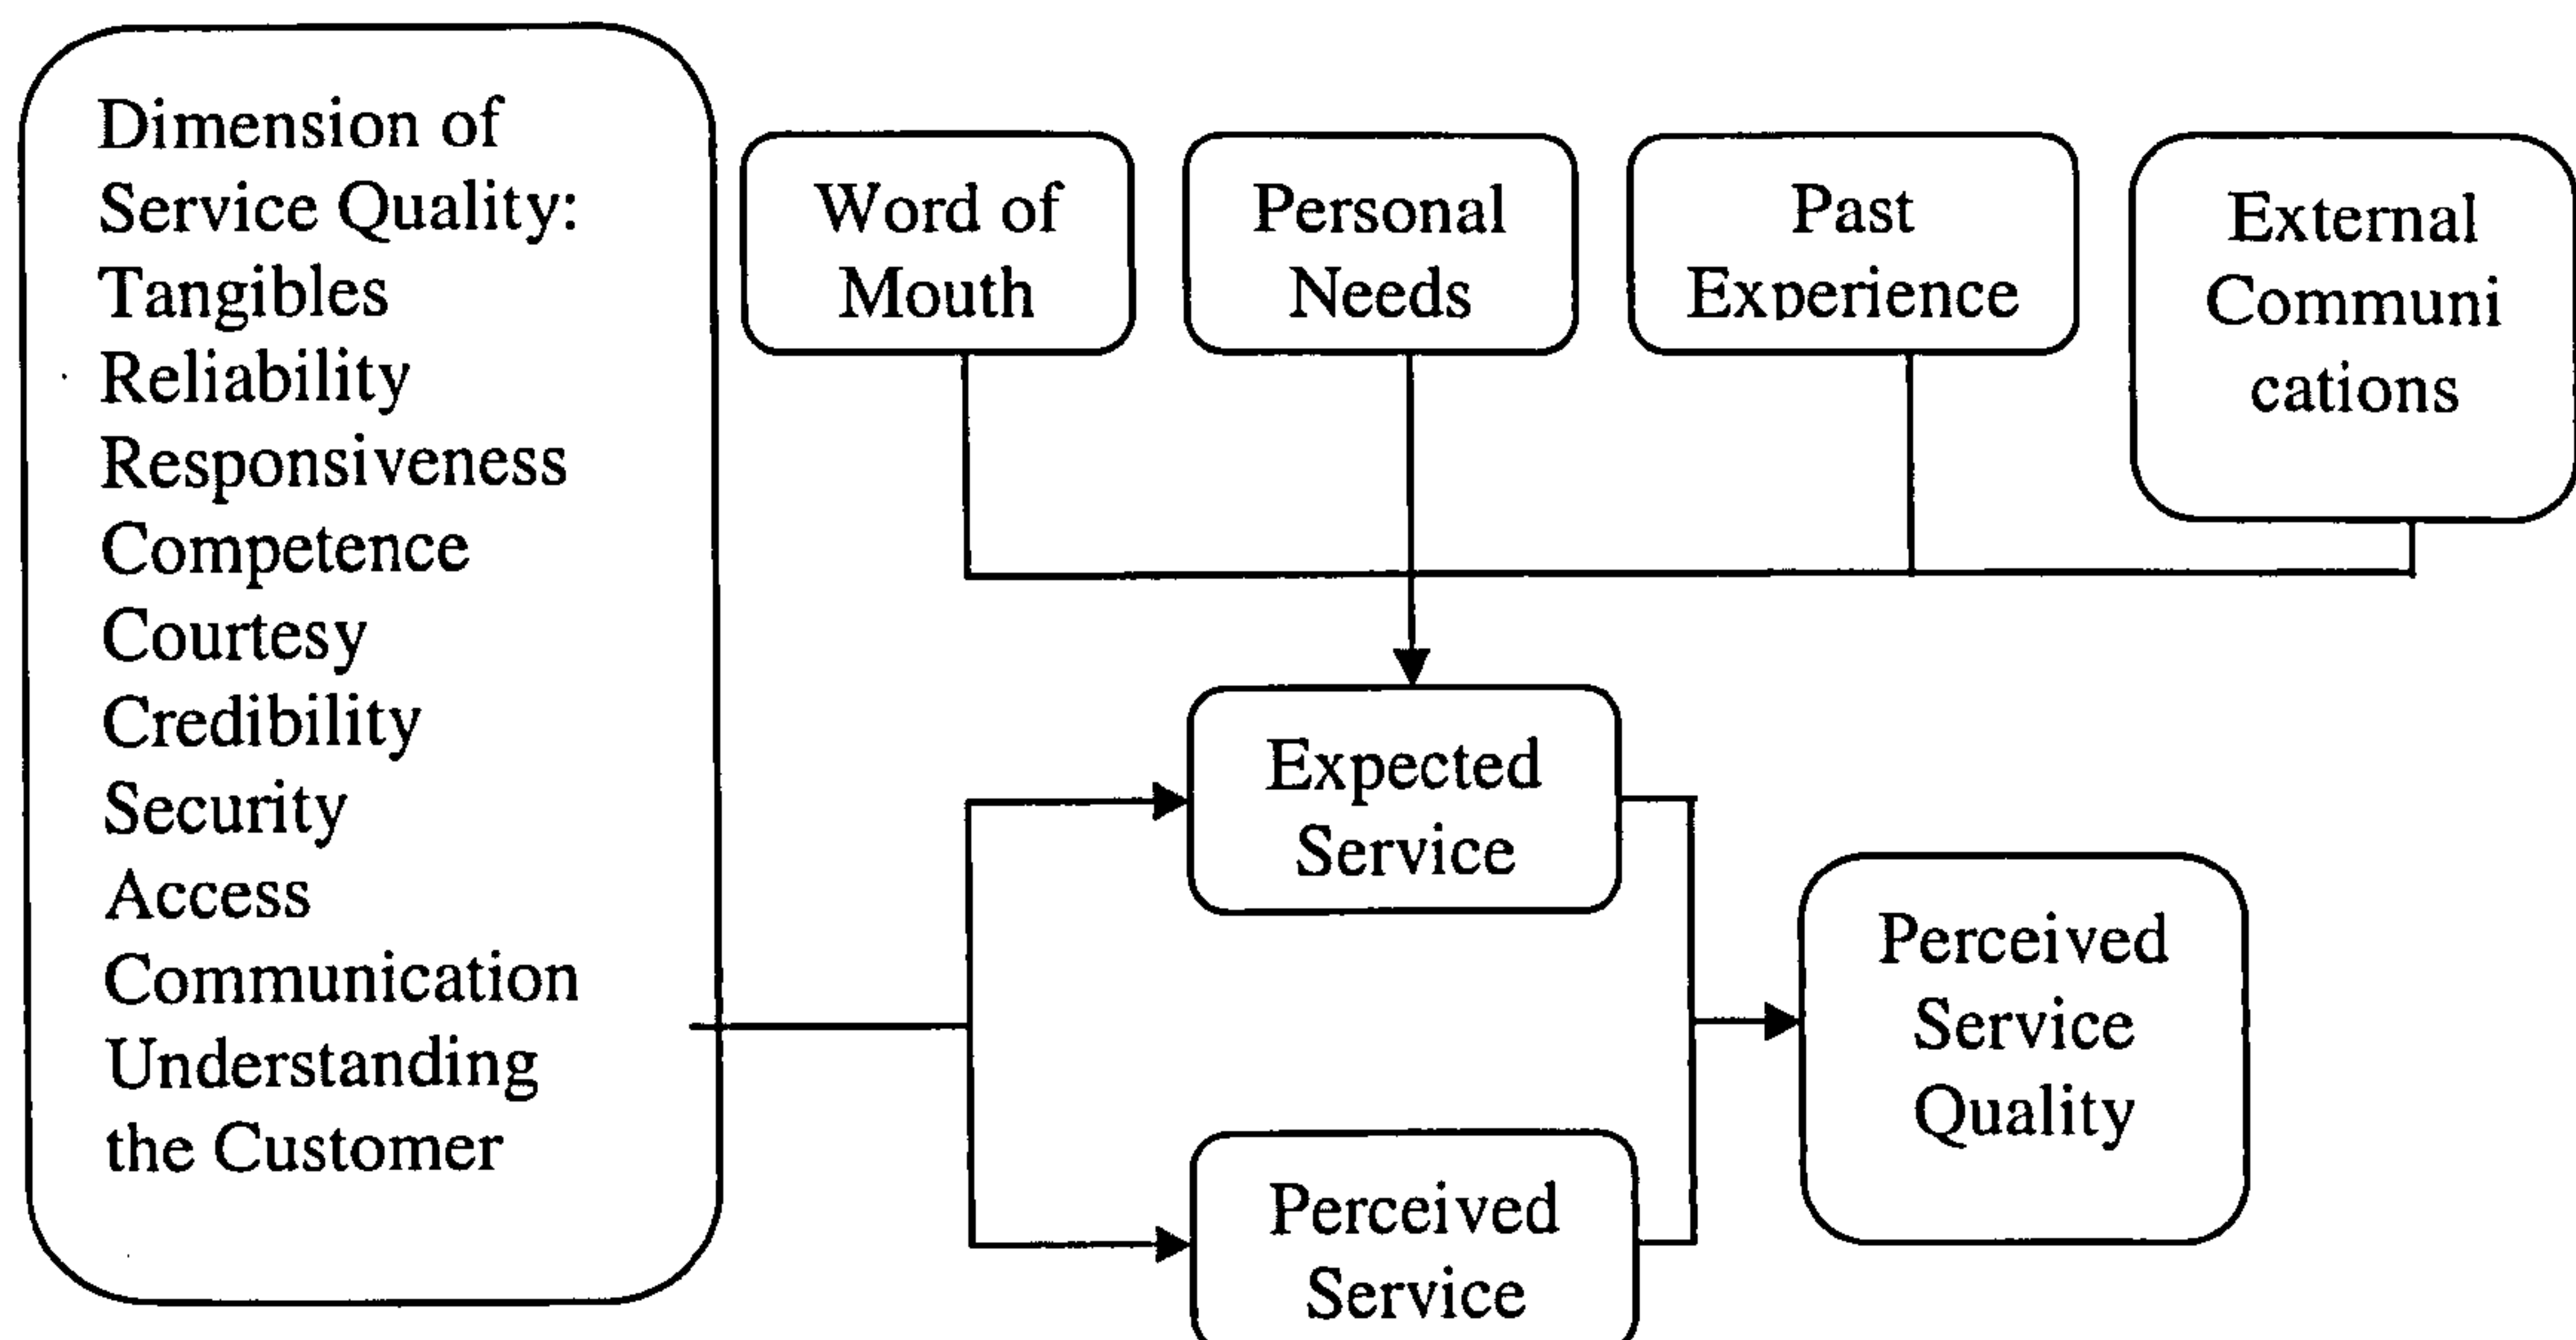 Dimension of
Service Quality:
Tangibles
Reliability
Responsiveness
Competence
Courtesy
Credibility
Security
Access
Communication
Understanding
the Customer
Word of
Mouth
Personal
Needs
Past
Experience
External
Communi
cations
Expected
Service
Perceived
Service
Perceived
Service
Quality